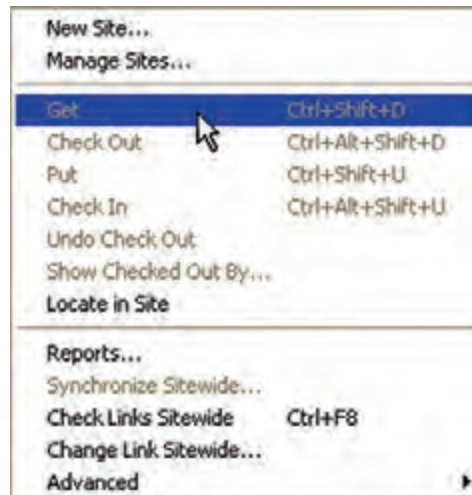 New Site...
Manage Sites...
Get Ctrl+Shift+D
Check Out Ctrl+Alt+Shift+D
Put Ctrl+Shift+U
Check In Ctrl+Alt+Shift+U
Undo Check Out
Show Checked Out By...
Locate in Site
Reports...
Synchronize Sitewide...
Check Links Sitewide Ctrl+F8
Change Link Sitewide...
Advanced